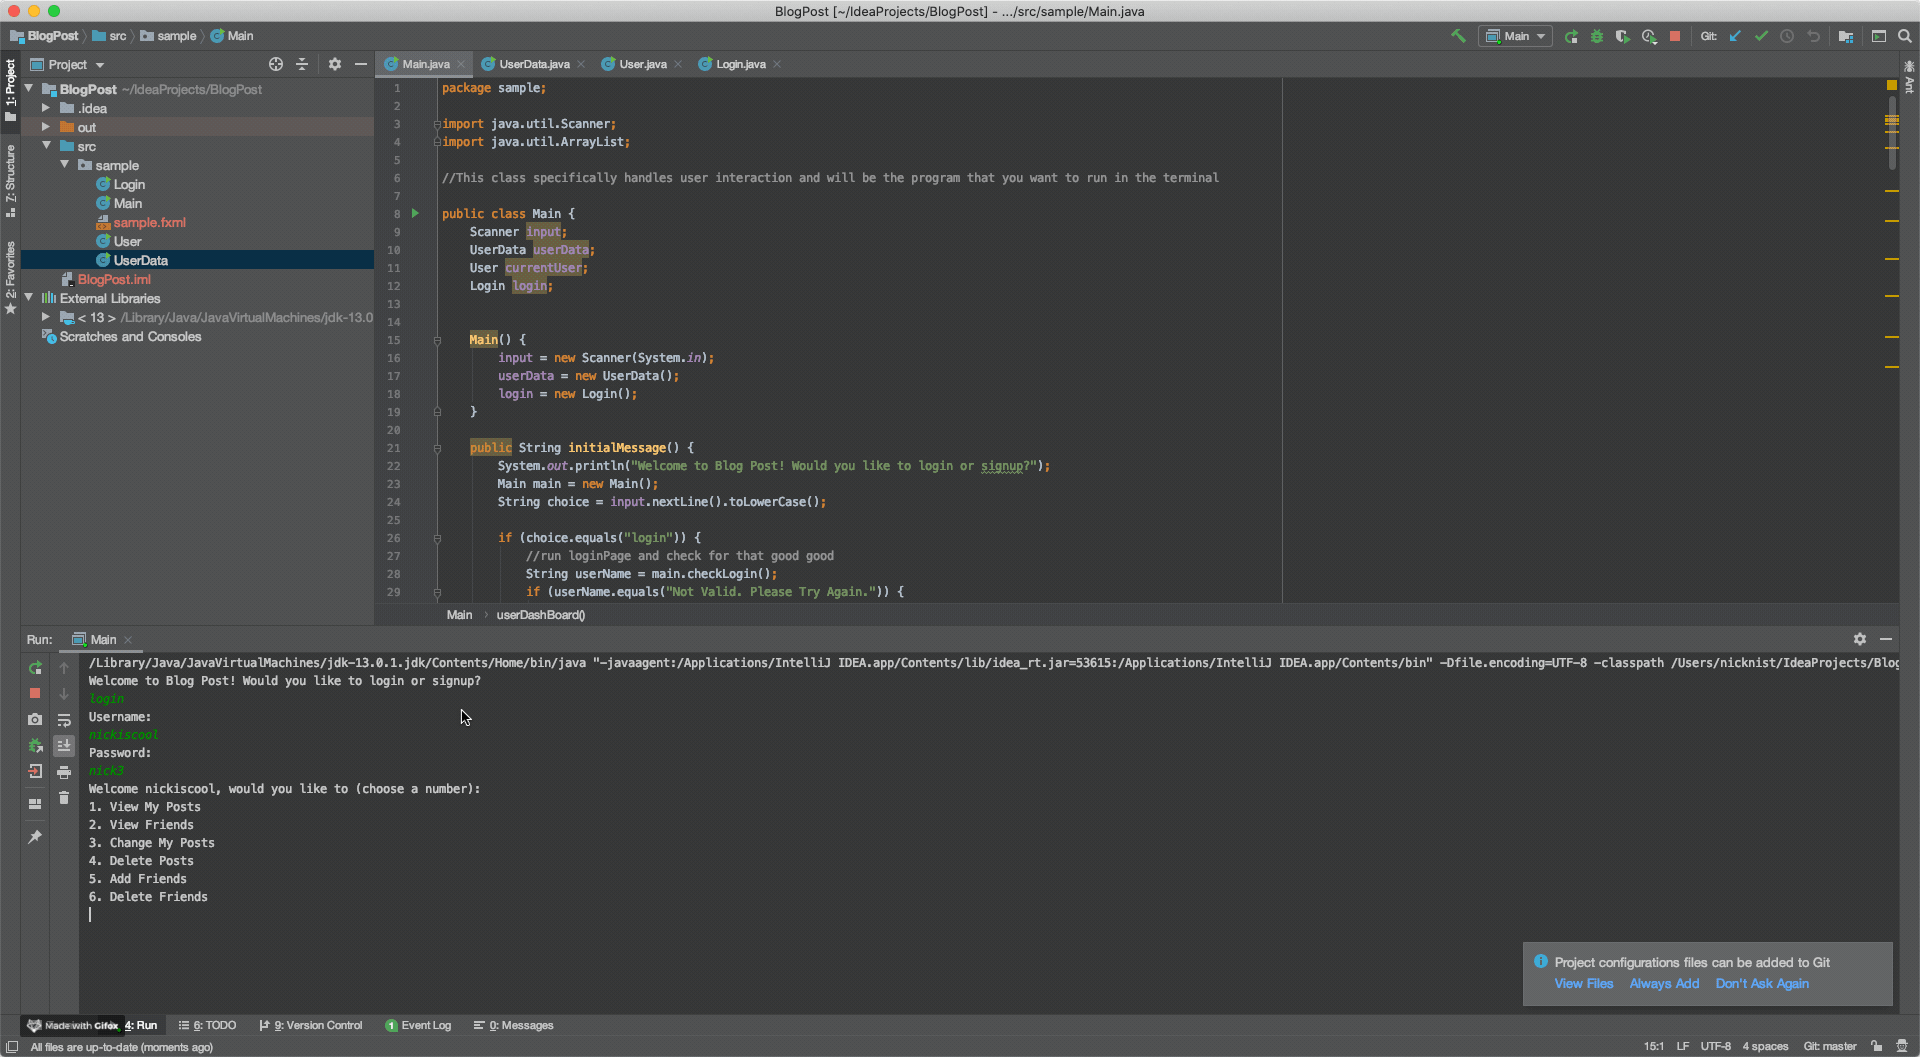 BlogPost [~/IdeaProjects/BlogPost] - .../src/sample/Main.java
BlogPost src sample Main
Main Git:
1: Project
Z: Structure
2: Favorites
Ant
Project
Main.java UserData.java User.java Login.java
BlogPost ~/IdeaProjects/BlogPost
.idea
out
src
sample
Login
Main
sample.fxml
User
UserData
BlogPost.iml
External Libraries
< 13 > /Library/Java/JavaVirtualMachines/jdk-13.0
Scratches and Consoles
1 package sample;
2
3 import java.util.Scanner;
4 import java.util.ArrayList;
5
6 //This class specifically handles user interaction and will be the program that you want to run in the terminal
7
8 public class Main {
9 Scanner input;
10 UserData userData;
11 User currentUser;
12 Login login;
13
14
15 Main() {
16 input = new Scanner(System.in);
17 userData = new UserData();
18 login = new Login();
19 }
20
21 public String initialMessage() {
22 System.out.println("Welcome to Blog Post! Would you like to login or signup?");
23 Main main = new Main();
24 String choice = input.nextLine().toLowerCase();
25
26 if (choice.equals("login")) {
27 //run loginPage and check for that good good
28 String userName = main.checkLogin();
29 if (userName.equals("Not Valid. Please Try Again.")) {
Main userDashBoard()
Run: Main
/Library/Java/JavaVirtualMachines/jdk-13.0.1.jdk/Contents/Home/bin/java "-javaagent:/Applications/IntelliJ IDEA.app/Contents/lib/idea_rt.jar=53615:/Applications/IntelliJ IDEA.app/Contents/bin" -Dfile.encoding=UTF-8 -classpath /Users/nicknist/IdeaProjects/Blog
Welcome to Blog Post! Would you like to login or signup?
login
Username:
nickiscool
Password:
nick3
Welcome nickiscool, would you like to (choose a number):
1. View My Posts
2. View Friends
3. Change My Posts
4. Delete Posts
5. Add Friends
6. Delete Friends
Project configurations files can be added to Git
View Files Always Add Don't Ask Again
Made with Gifox 4: Run 6: TODO 9: Version Control 1 Event Log 0: Messages
All files are up-to-date (moments ago) 15:1 LF UTF-8 4 spaces Git: master